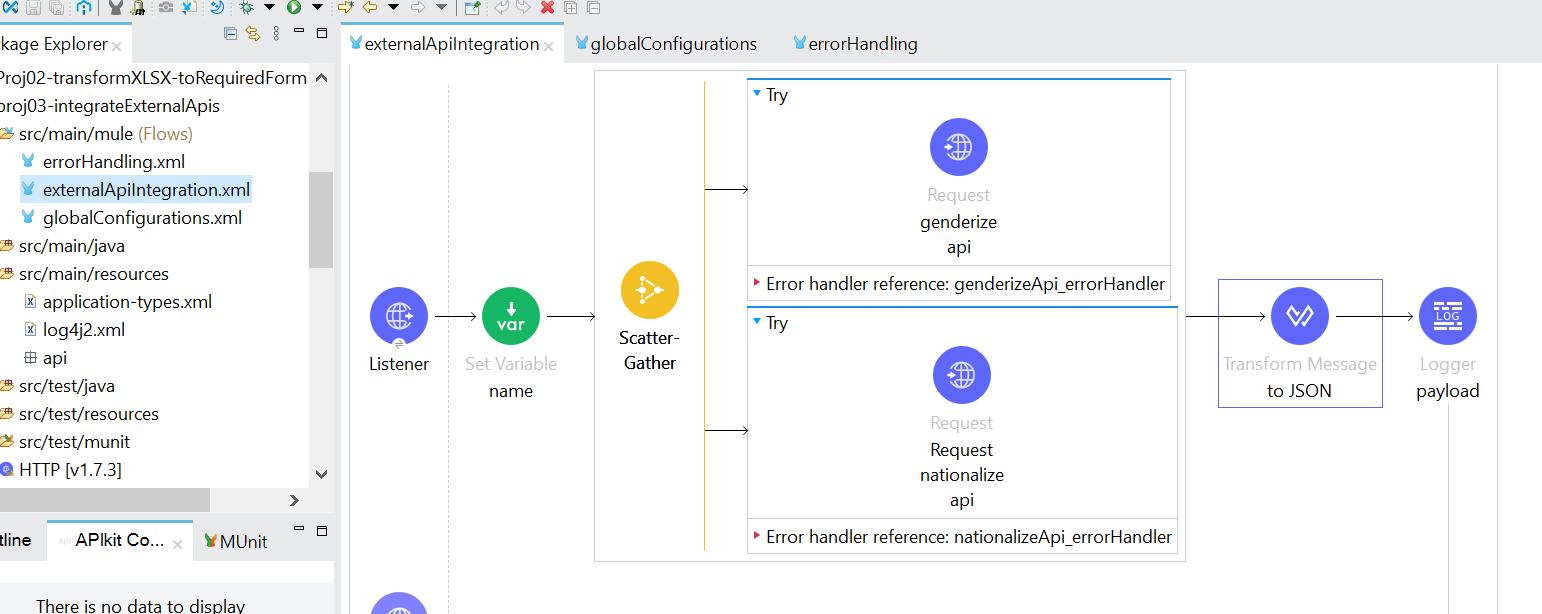 kage Explorer
externalApiIntegration
globalConfigurations
errorHandling
Proj02-transformXLSX-toRequiredForm
proj03-integrateExternalApis
src/main/mule (Flows)
errorHandling.xml
externalApiIntegration.xml
globalConfigurations.xml
src/main/java
src/main/resources
application-types.xml
log4j2.xml
api
src/test/java
src/test/resources
src/test/munit
HTTP [v1.7.3]
tline
api
APIkit Co...
MUnit
There is no data to display
Listener
var
Set Variable
name
Scatter-
Gather
Try
Request
genderize
api
Error handler reference: genderizeApi_errorHandler
Try
Request
Request
nationalize
api
Error handler reference: nationalizeApi_errorHandler
Transform Message
to JSON
LOG
Logger
payload